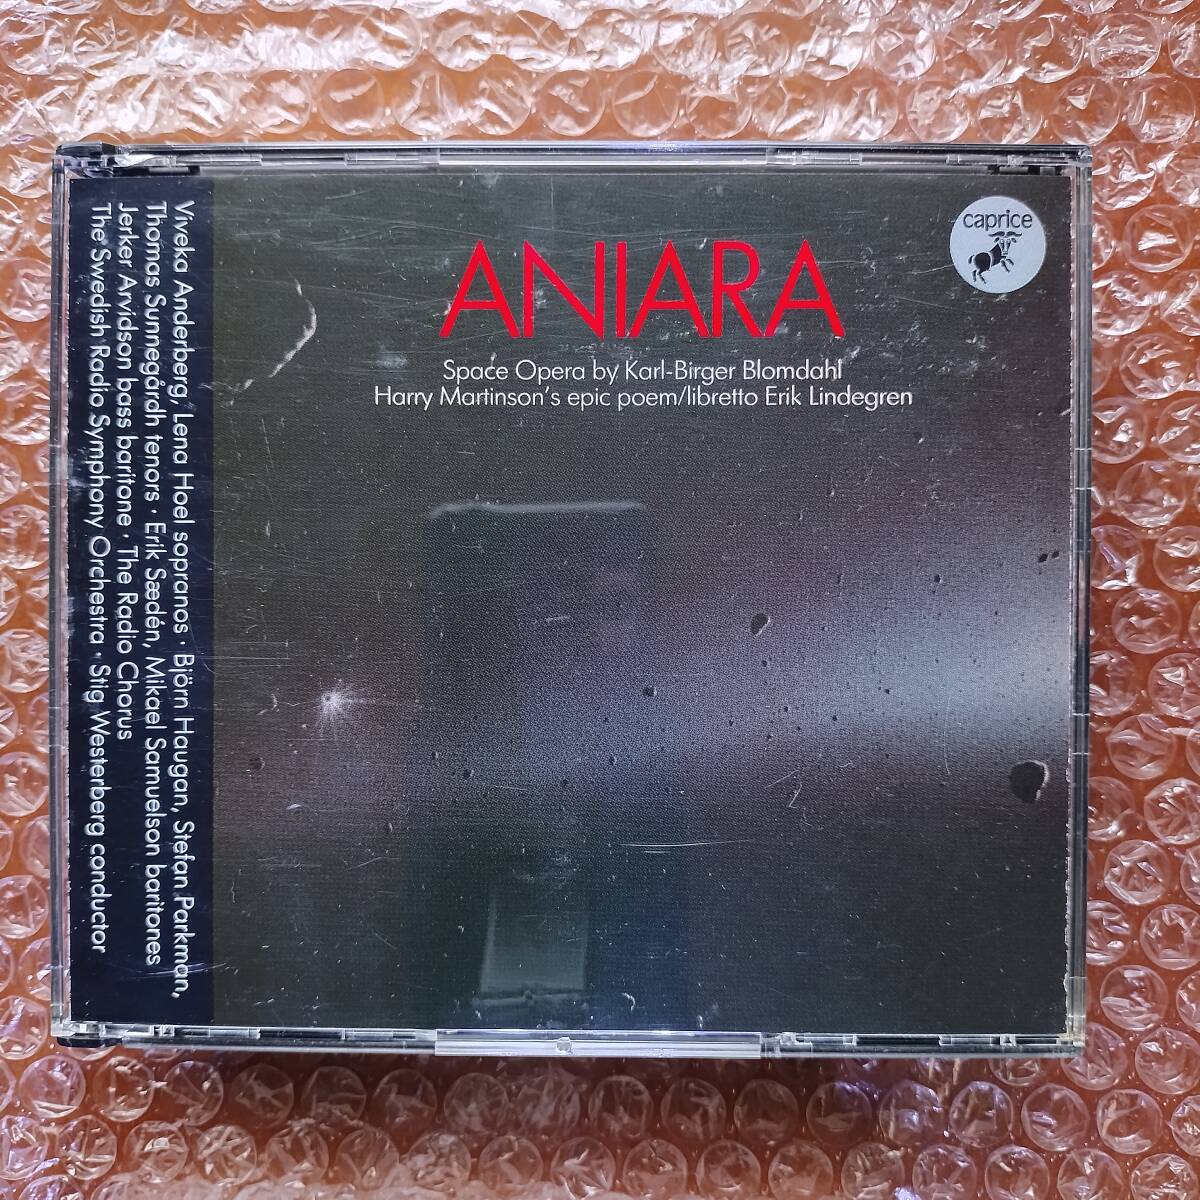 ANIARA
Space Opera by Karl-Birger Blomdahl
Harry Martinson's epic poem/libretto Erik Lindegren
caprice
Viveka Anderberg, Lena Hoel sopranos · Björn Haugan, Stefan Parkman,
Thomas Sunnegårdh tenors · Erik Sædén, Mikael Samuelson baritones
Jerker Arvidson bass baritone · The Radio Chorus
The Swedish Radio Symphony Orchestra · Stig Westerberg conductor